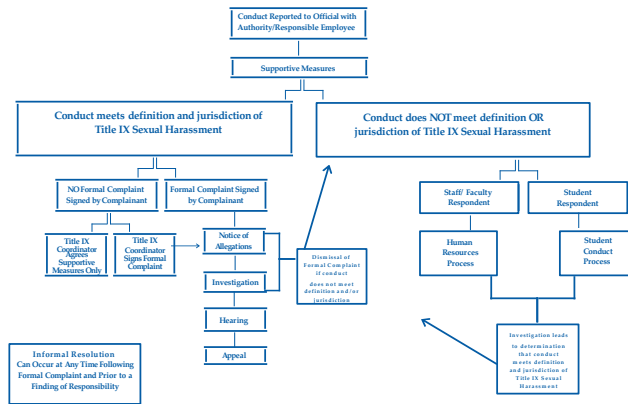 Conduct Reported to Official with
Authority/Responsible Employee
Supportive Measures
Conduct meets definition and jurisdiction of
Title IX Sexual Harassment
Conduct does NOT meet definition OR
jurisdiction of Title IX Sexual Harassment
NO Formal Complaint
Signed by Complainant
Formal Complaint Signed
by Complainant
Staff/ Faculty
Respondent
Student
Respondent
Title IX
Coordinator
Agrees
Supportive
Measures Only
Title IX
Coordinator
Signs Formal
Complaint
Notice of
Allegations
Human
Resources
Process
Student
Conduct
Process
Dismissal of
Formal Complaint
if conduct
does not meet
definition and/or
jurisdiction
Investigation
Hearing
Appeal
Investigation leads
to determination
that conduct
meets definition
and jurisdiction of
Title IX Sexual
Harassment
Informal Resolution
Can Occur at Any Time Following
Formal Complaint and Prior to a
Finding of Responsibility